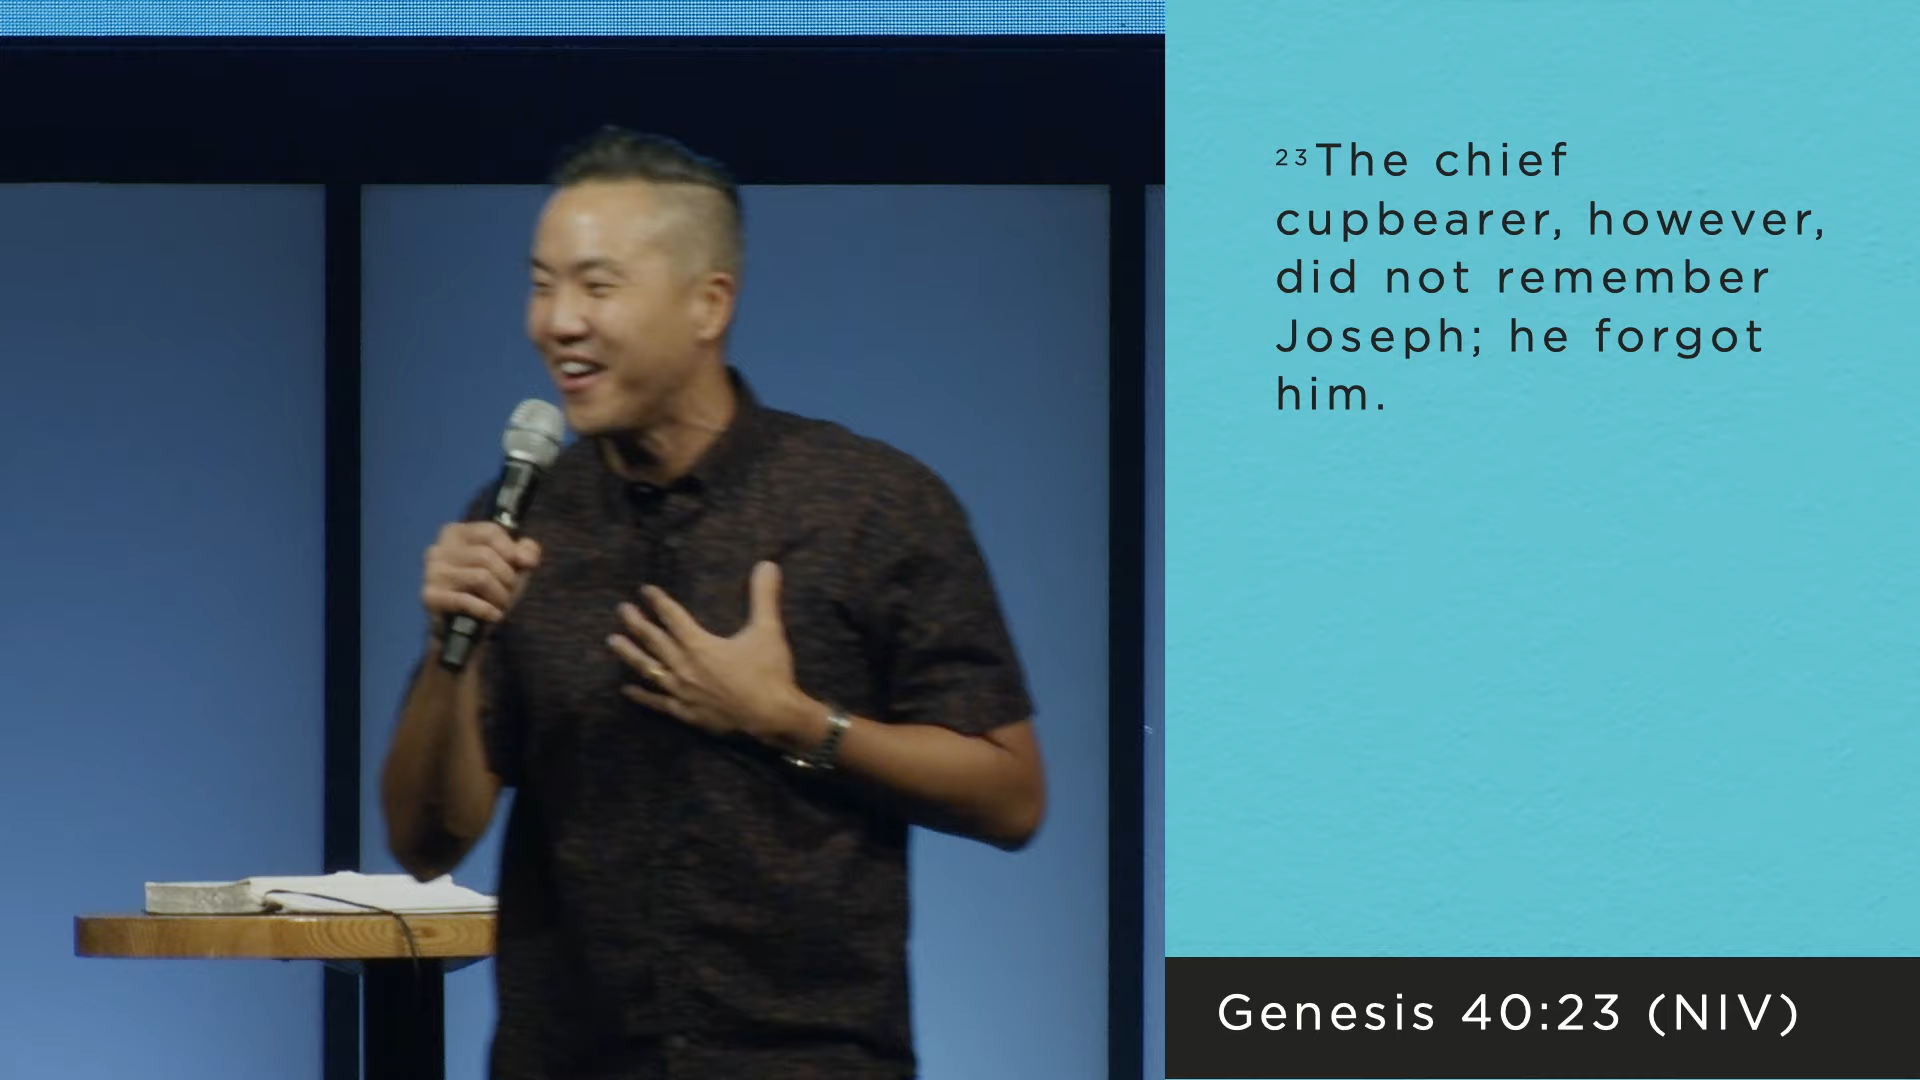 23The chief
cupbearer, however,
did not remember
Joseph; he forgot
him.
Genesis 40:23 (NIV)